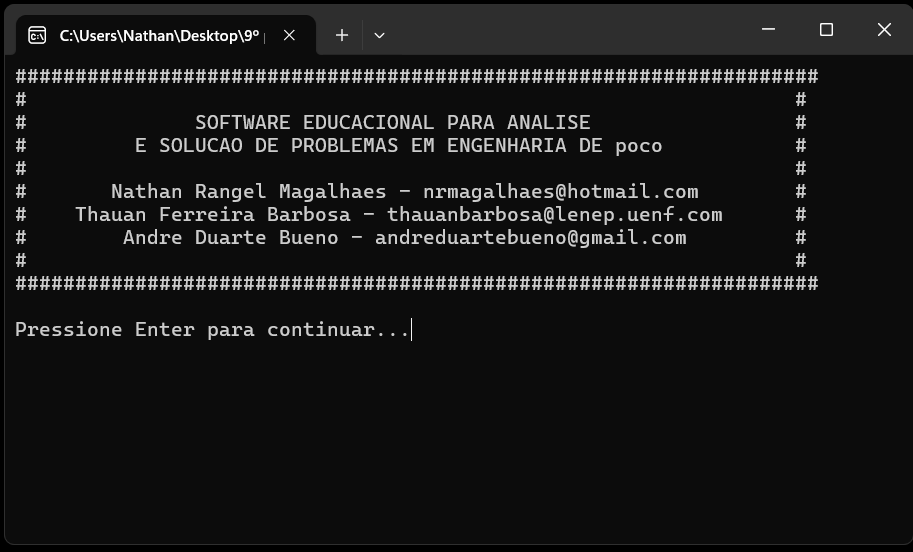 C:\Users\Nathan\Desktop\9º
###################################################################
#                                                                #
#              SOFTWARE EDUCACIONAL PARA ANALISE                 #
#         E SOLUCAO DE PROBLEMAS EM ENGENHARIA DE poco           #
#                                                                #
#       Nathan Rangel Magalhaes - nrmagalhaes@hotmail.com        #
#    Thauan Ferreira Barbosa - thauanbarbosa@lenep.uenf.com      #
#        Andre Duarte Bueno - andreduartebueno@gmail.com         #
#                                                                #
###################################################################
Pressione Enter para continuar...